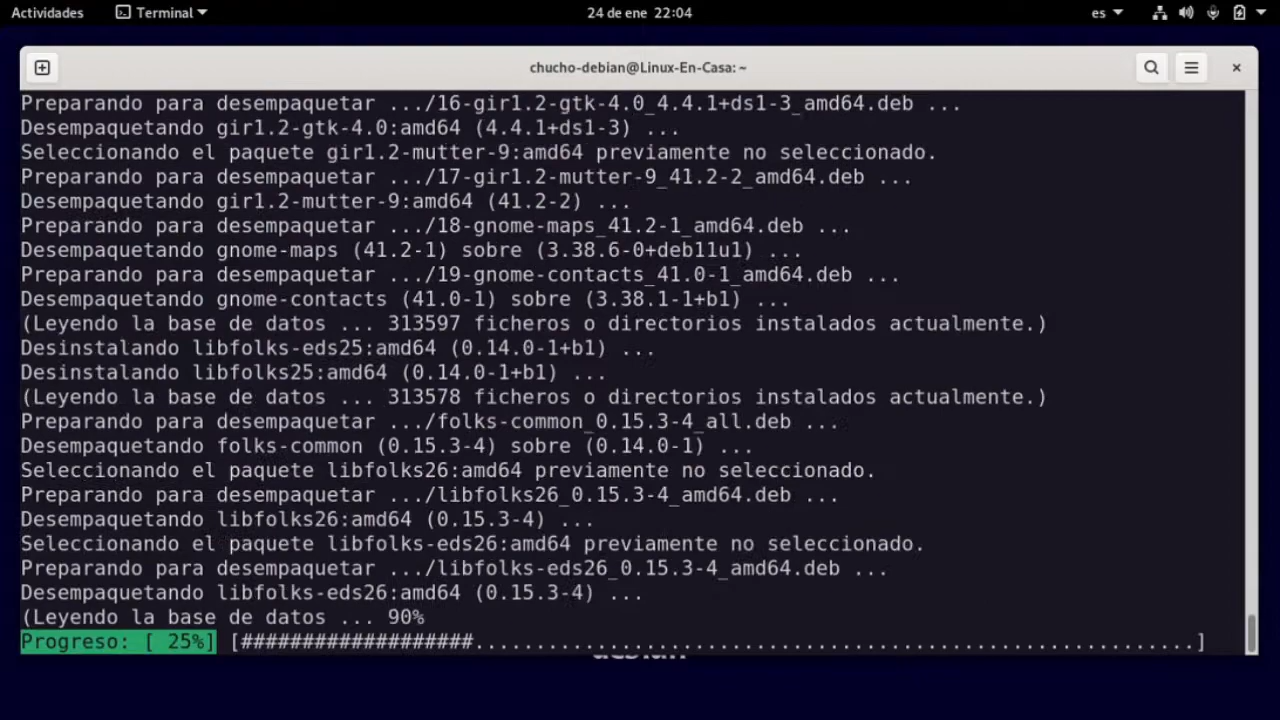 Actividades Terminal 24 de ene 22:04 es
chucho-debian@Linux-En-Casa: ~
Preparando para desempaquetar .../16-gir1.2-gtk-4.0_4.4.1+ds1-3_amd64.deb ...
Desempaquetando gir1.2-gtk-4.0:amd64 (4.4.1+ds1-3) ...
Seleccionando el paquete gir1.2-mutter-9:amd64 previamente no seleccionado.
Preparando para desempaquetar .../17-gir1.2-mutter-9_41.2-2_amd64.deb ...
Desempaquetando gir1.2-mutter-9:amd64 (41.2-2) ...
Preparando para desempaquetar .../18-gnome-maps_41.2-1_amd64.deb ...
Desempaquetando gnome-maps (41.2-1) sobre (3.38.6-0+deb11u1) ...
Preparando para desempaquetar .../19-gnome-contacts_41.0-1_amd64.deb ...
Desempaquetando gnome-contacts (41.0-1) sobre (3.38.1-1+b1) ...
(Leyendo la base de datos ... 313597 ficheros o directorios instalados actualmente.)
Desinstalando libfolks-eds25:amd64 (0.14.0-1+b1) ...
Desinstalando libfolks25:amd64 (0.14.0-1+b1) ...
(Leyendo la base de datos ... 313578 ficheros o directorios instalados actualmente.)
Preparando para desempaquetar .../folks-common_0.15.3-4_all.deb ...
Desempaquetando folks-common (0.15.3-4) sobre (0.14.0-1) ...
Seleccionando el paquete libfolks26:amd64 previamente no seleccionado.
Preparando para desempaquetar .../libfolks26_0.15.3-4_amd64.deb ...
Desempaquetando libfolks26:amd64 (0.15.3-4) ...
Seleccionando el paquete libfolks-eds26:amd64 previamente no seleccionado.
Preparando para desempaquetar .../libfolks-eds26_0.15.3-4_amd64.deb ...
Desempaquetando libfolks-eds26:amd64 (0.15.3-4) ...
(Leyendo la base de datos ... 90%
Progreso: [ 25%] [###################...........................................................]